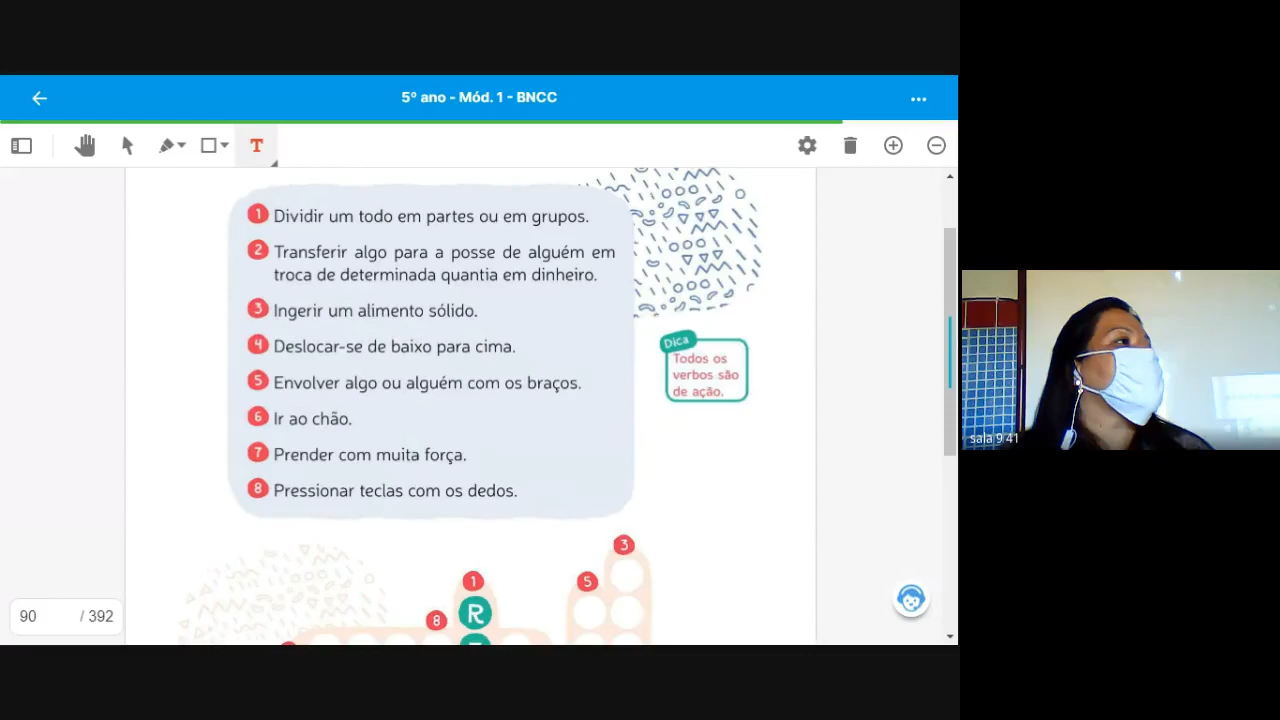 5º ano - Mód. 1 - BNCC
T
1 Dividir um todo em partes ou em grupos.
2 Transferir algo para a posse de alguém em
troca de determinada quantia em dinheiro.
3 Ingerir um alimento sólido.
4 Deslocar-se de baixo para cima.
5 Envolver algo ou alguém com os braços.
6 Ir ao chão.
7 Prender com muita força.
8 Pressionar teclas com os dedos.
Dica
Todos os
verbos são
de ação.
sala 9 41
3
1
5
8
R
90 / 392